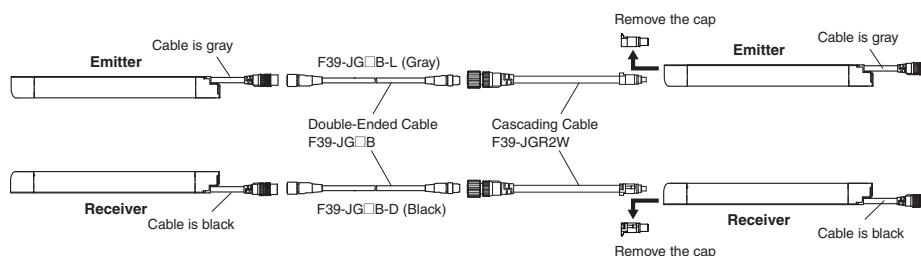 Remove the cap
Cable is gray
Emitter
F39-JG□B-L (Gray)
Emitter
Cable is gray
Double-Ended Cable
F39-JG□B
Cascading Cable
F39-JGR2W
Receiver
Cable is black
F39-JG□B-D (Black)
Receiver
Cable is black
Remove the cap